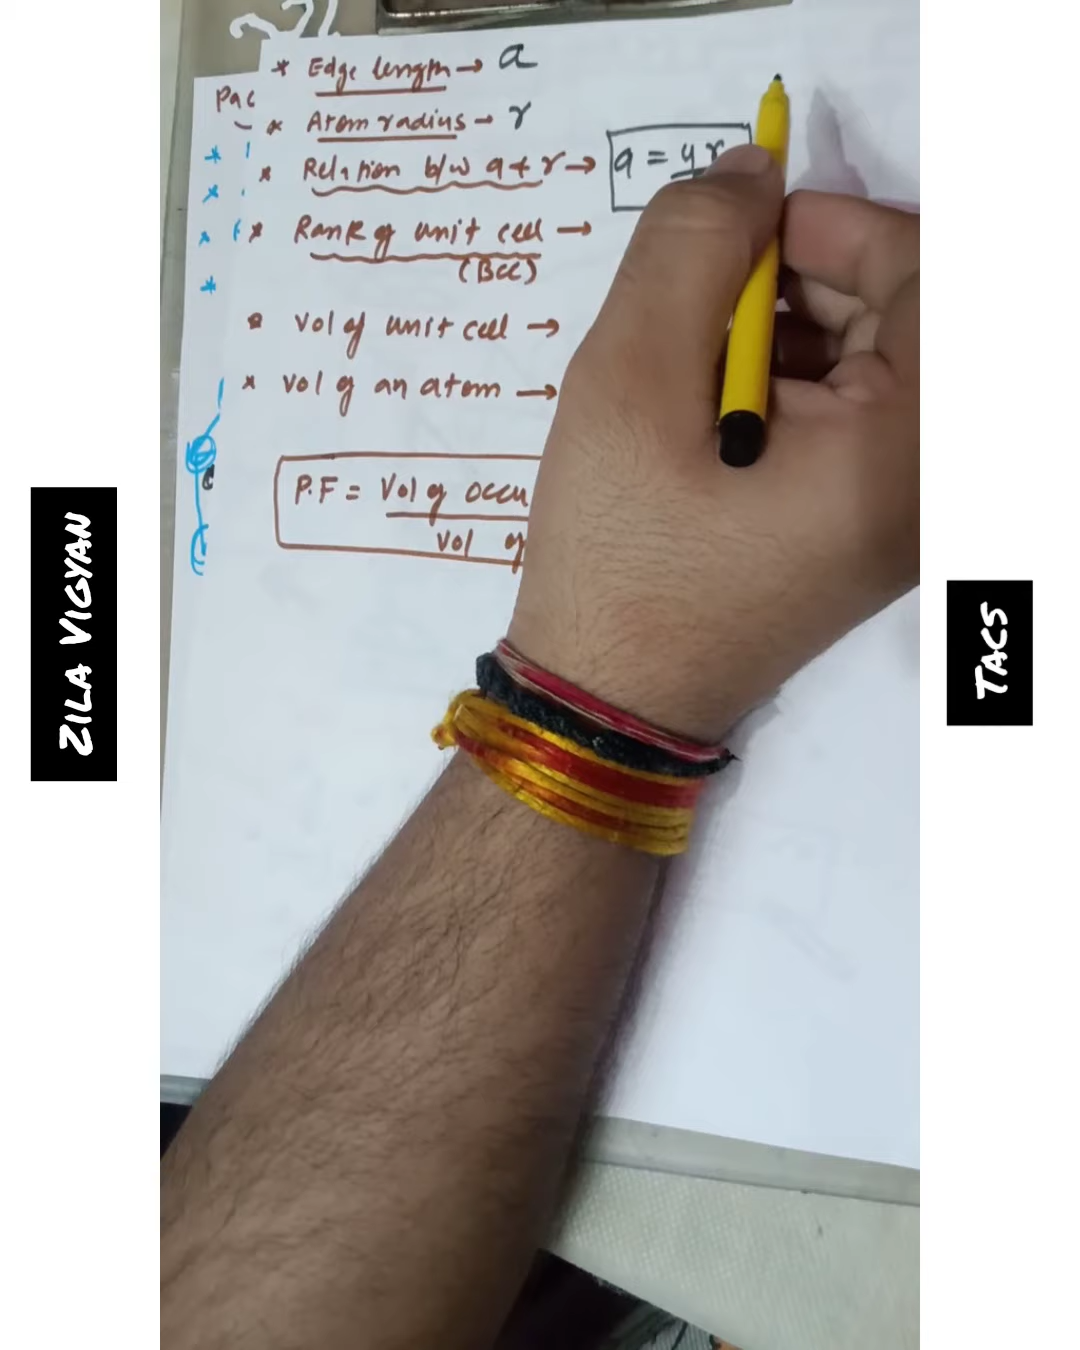 * Edge length → a
Pac
* Atom radius → r
* Relation b/w a & r → a = 4r
* Rank of unit cell →
(BCC)
* Vol of unit cell →
* Vol of an atom →
P.F = Vol of occu
Vol of
ZILA VIGYAN
TACS